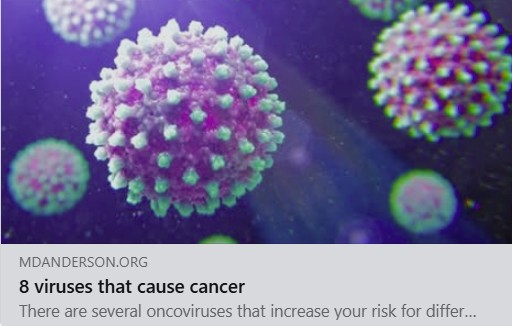 MDANDERSON.ORG
8 viruses that cause cancer
There are several oncoviruses that increase your risk for differ...